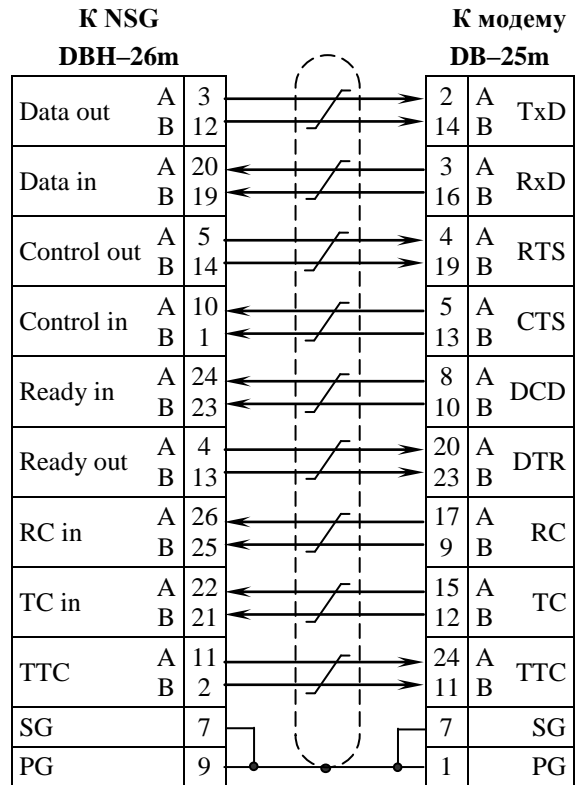 К NSG К модему
DBH–26m DB–25m
Data out A 3 2 A TxD
B 12 14 B
Data in A 20 3 A RxD
B 19 16 B
Control out A 5 4 A RTS
B 14 19 B
Control in A 10 5 A CTS
B 1 13 B
Ready in A 24 8 A DCD
B 23 10 B
Ready out A 4 20 A DTR
B 13 23 B
RC in A 26 17 A RC
B 25 9 B
TC in A 22 15 A TC
B 21 12 B
TTC A 11 24 A TTC
B 2 11 B
SG 7 7 SG
PG 9 1 PG